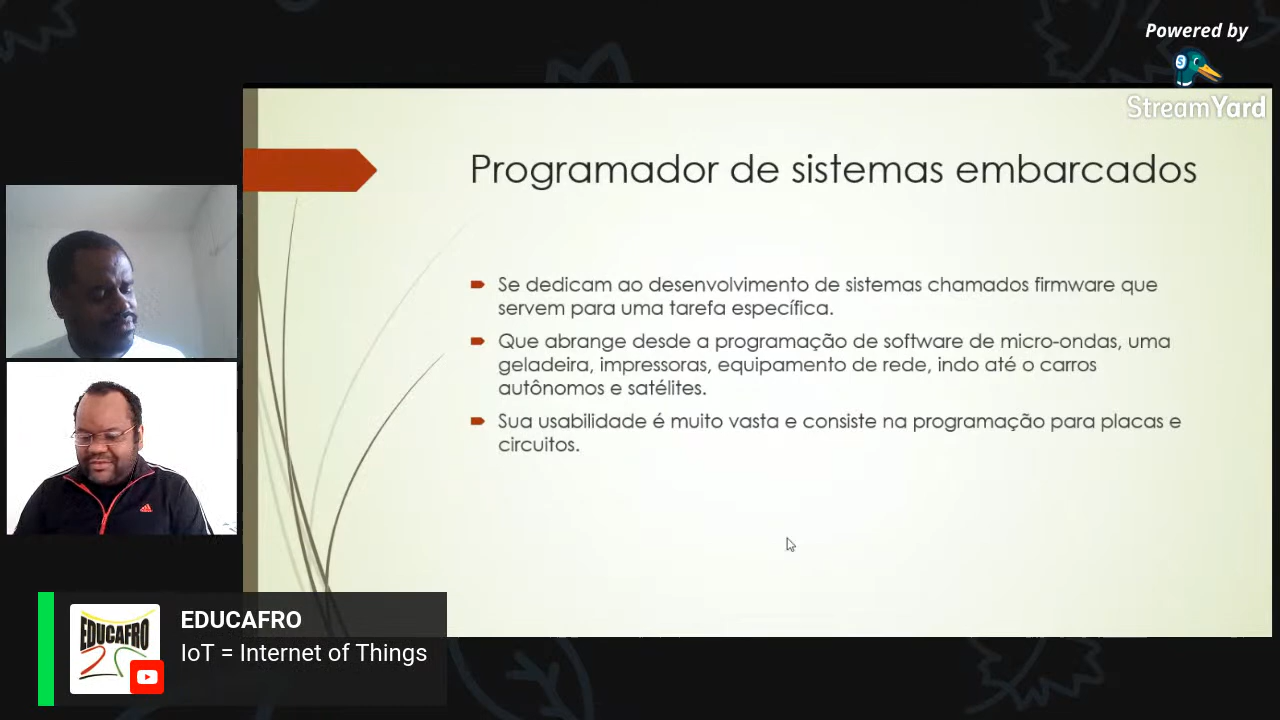 Powered by
StreamYard
Programador de sistemas embarcados
Se dedicam ao desenvolvimento de sistemas chamados firmware que
servem para uma tarefa específica.
Que abrange desde a programação de software de micro-ondas, uma
geladeira, impressoras, equipamento de rede, indo até o carros
autônomos e satélites.
Sua usabilidade é muito vasta e consiste na programação para placas e
circuitos.
EDUCAFRO
EDUCAFRO
IoT = Internet of Things